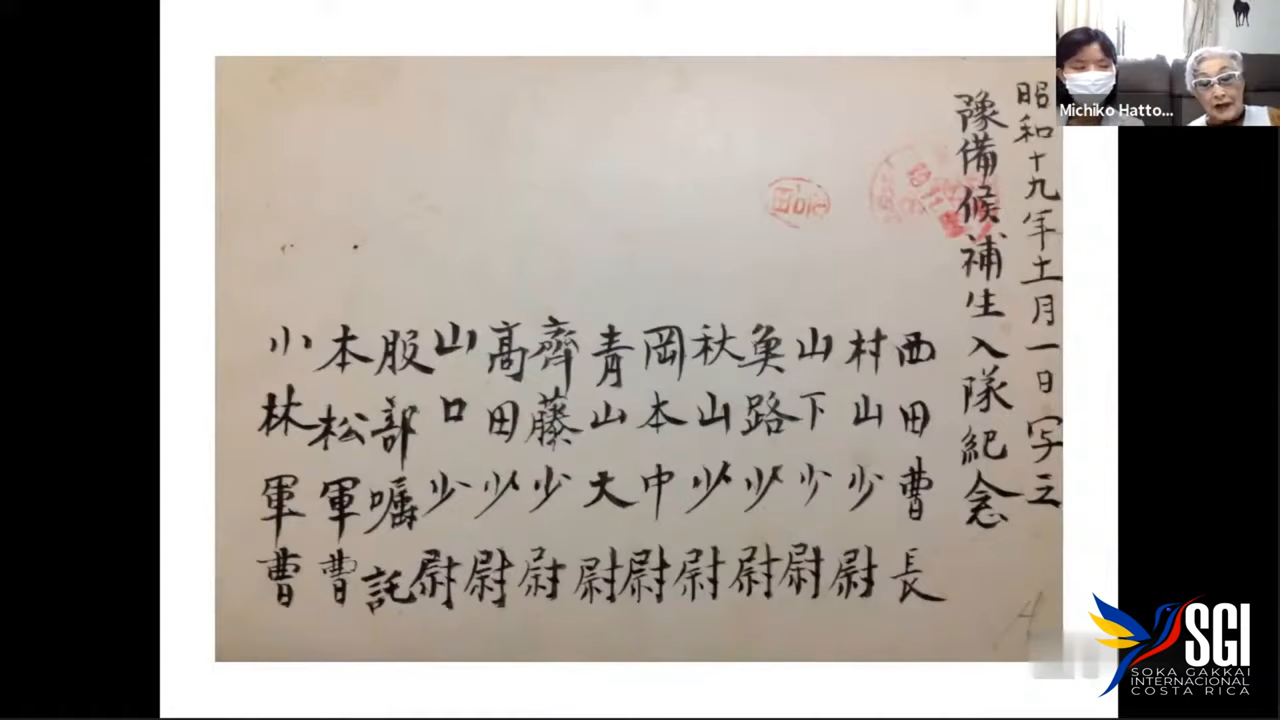 昭和十九年十一月一日写之
豫備候補生入隊紀念
西田曹長
村山少尉
山下少尉
路少尉
秋山少尉
岡本中尉
青山大尉
齊藤少尉
高田少尉
山口少尉
服部嘱託
本松軍曹
小林軍曹
Michiko Hatto...
SGI
SOKA GAKKAI
INTERNACIONAL
COSTA RICA